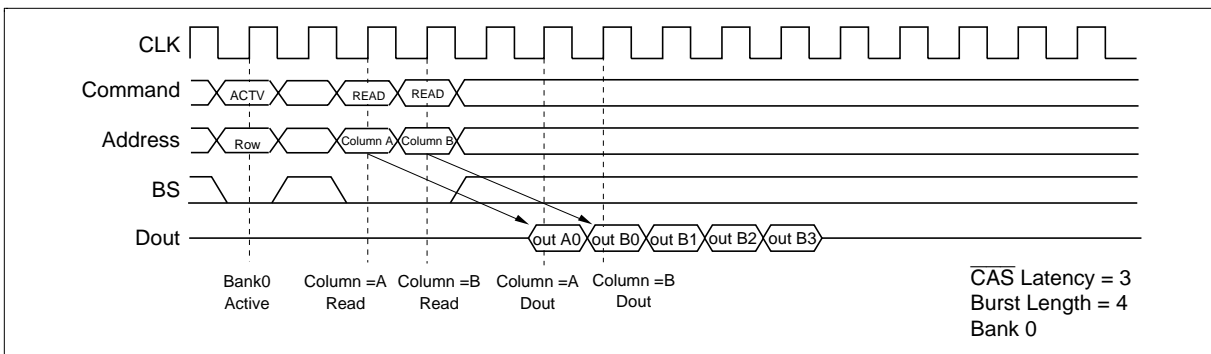 CLK
Command
ACTV
READ
READ
Address
Row
Column A
Column B
BS
Dout
out A0
out B0
out B1
out B2
out B3
Bank0
Active
Column =A
Read
Column =B
Read
Column =A
Dout
Column =B
Dout
CAS Latency = 3
Burst Length = 4
Bank 0